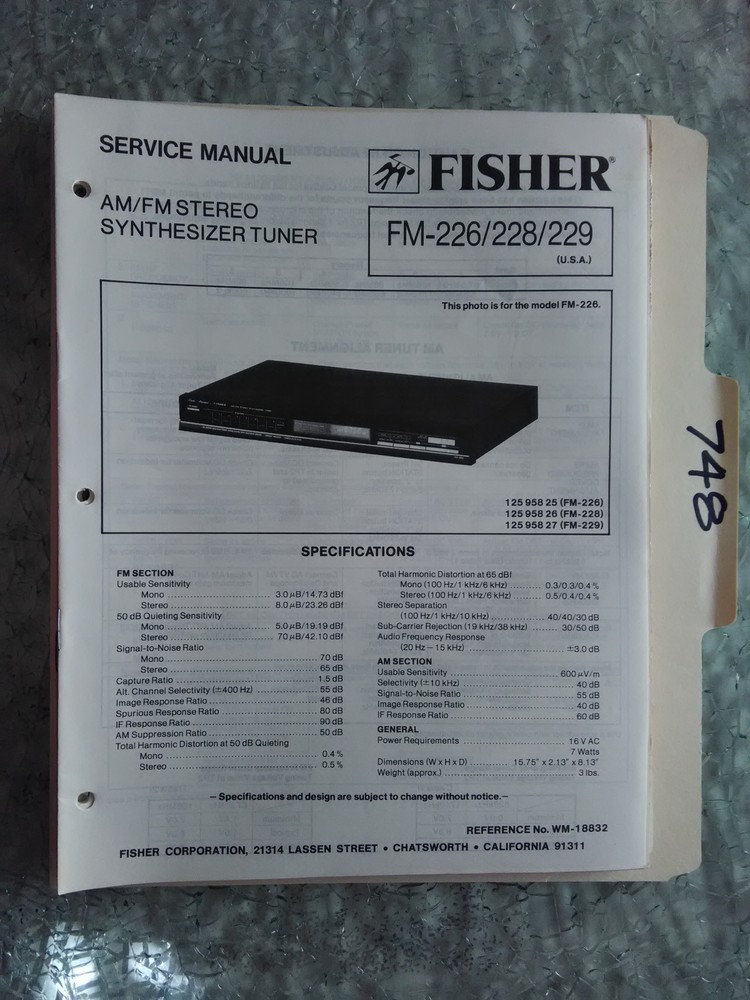 SERVICE MANUAL
FISHER®
AM/FM STEREO
SYNTHESIZER TUNER
FM-226/228/229
(U.S.A.)
This photo is for the model FM-226.
125 958 25 (FM-226)
125 958 26 (FM-228)
125 958 27 (FM-229)
748
SPECIFICATIONS
FM SECTION
Usable Sensitivity
Mono ........ 3.0 µB/14.73 dBf
Stereo ........ 8.0 µB/23.26 dBf
50 dB Quieting Sensitivity
Mono ........ 5.0 µB/19.19 dBf
Stereo ........ 70 µB/42.10 dBf
Signal-to-Noise Ratio
Mono ........ 70 dB
Stereo ........ 65 dB
Capture Ratio ........ 1.5 dB
Alt. Channel Selectivity (±400 Hz) ........ 55 dB
Image Response Ratio ........ 46 dB
Spurious Response Ratio ........ 80 dB
IF Response Ratio ........ 90 dB
AM Suppression Ratio ........ 50 dB
Total Harmonic Distortion at 50 dB Quieting
Mono ........ 0.4 %
Stereo ........ 0.5 %
Total Harmonic Distortion at 65 dBf
Mono (100 Hz/1 kHz/6 kHz) ........ 0.3/0.3/0.4 %
Stereo (100 Hz/1 kHz/6 kHz) ........ 0.5/0.4/0.4 %
Stereo Separation
(100 Hz/1 kHz/10 kHz) ........ 40/40/30 dB
Sub-Carrier Rejection (19 kHz/38 kHz) ........ 30/50 dB
Audio Frequency Response
(20 Hz – 15 kHz) ........ ±3.0 dB
AM SECTION
Usable Sensitivity ........ 600 µV/m
Selectivity (±10 kHz) ........ 40 dB
Signal-to-Noise Ratio ........ 55 dB
Image Response Ratio ........ 40 dB
IF Response Ratio ........ 60 dB
GENERAL
Power Requirements ........ 16 V AC
7 Watts
Dimensions (W x H x D) ........ 15.75" x 2.13" x 8.13"
Weight (approx.) ........ 3 lbs.
– Specifications and design are subject to change without notice. –
REFERENCE No. WM-18832
FISHER CORPORATION, 21314 LASSEN STREET • CHATSWORTH • CALIFORNIA 91311